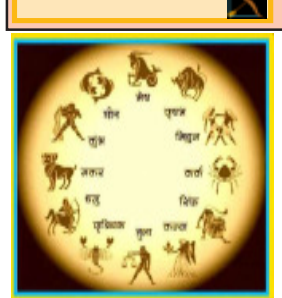 मेष
वृषभ
मिथुन
कर्क
सिंह
कन्या
तुला
वृश्चिक
धनु
मकर
कुंभ
मीन